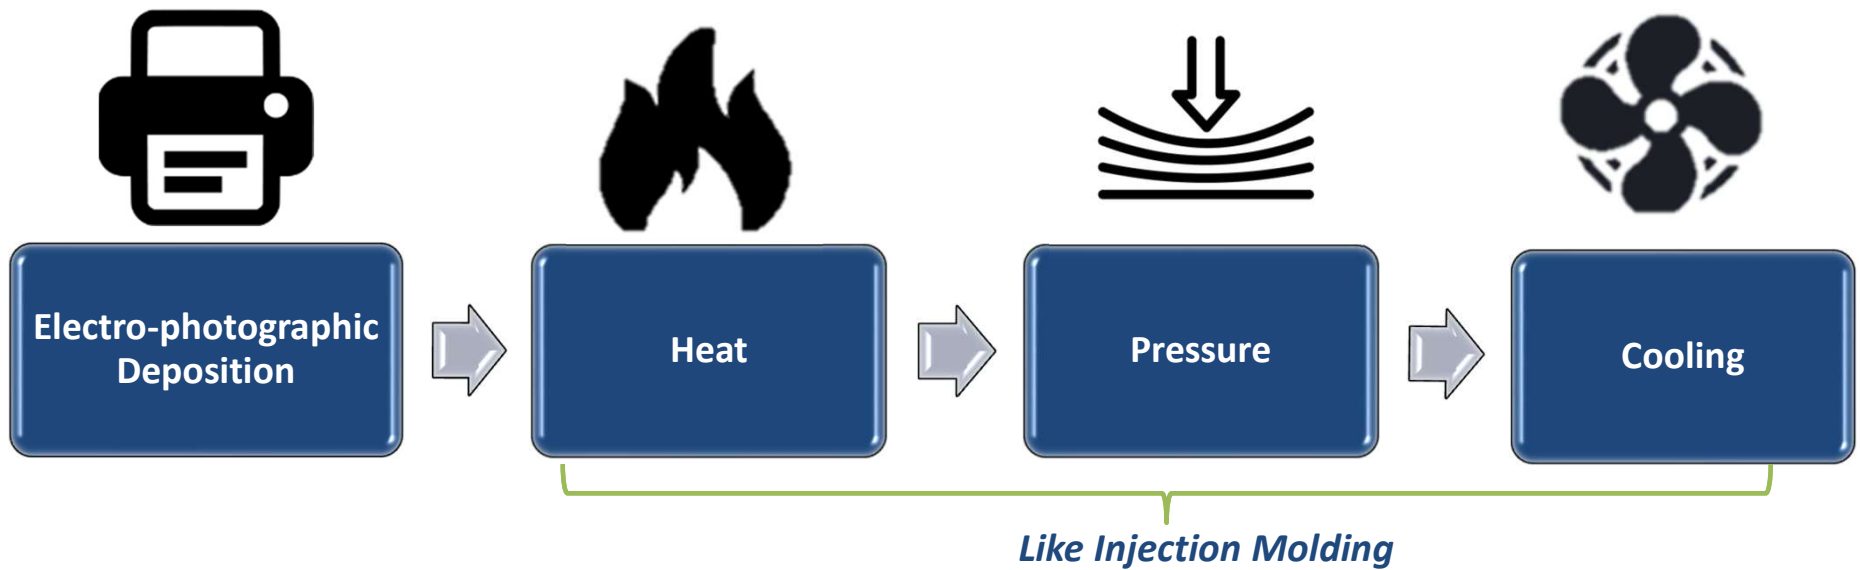 Electro-photographic
Deposition
Heat
Pressure
Cooling
Like Injection Molding